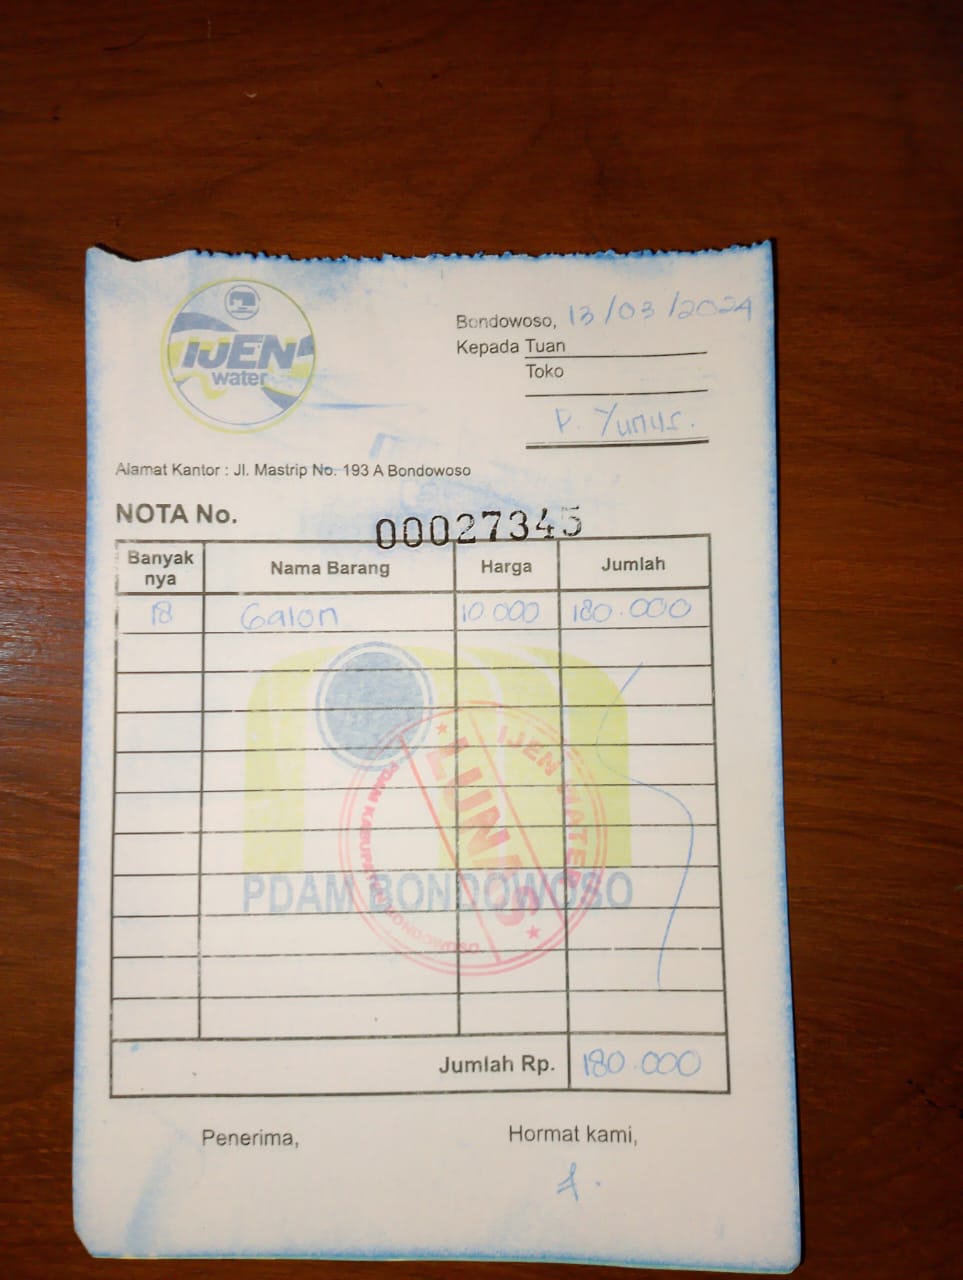 IJEN
water
Bondowoso, 13/03/2024
Kepada Tuan
Toko
P. Yunus.
Alamat Kantor : Jl. Mastrip No. 193 A Bondowoso
NOTA No. 00027345
Banyak nya Nama Barang Harga Jumlah
18 Galon 10.000 180.000
IJEN WATER
LUNAS
PDAM KABUPATEN BONDOWOSO
PDAM BONDOWOSO
Jumlah Rp. 180.000
Penerima, Hormat kami,